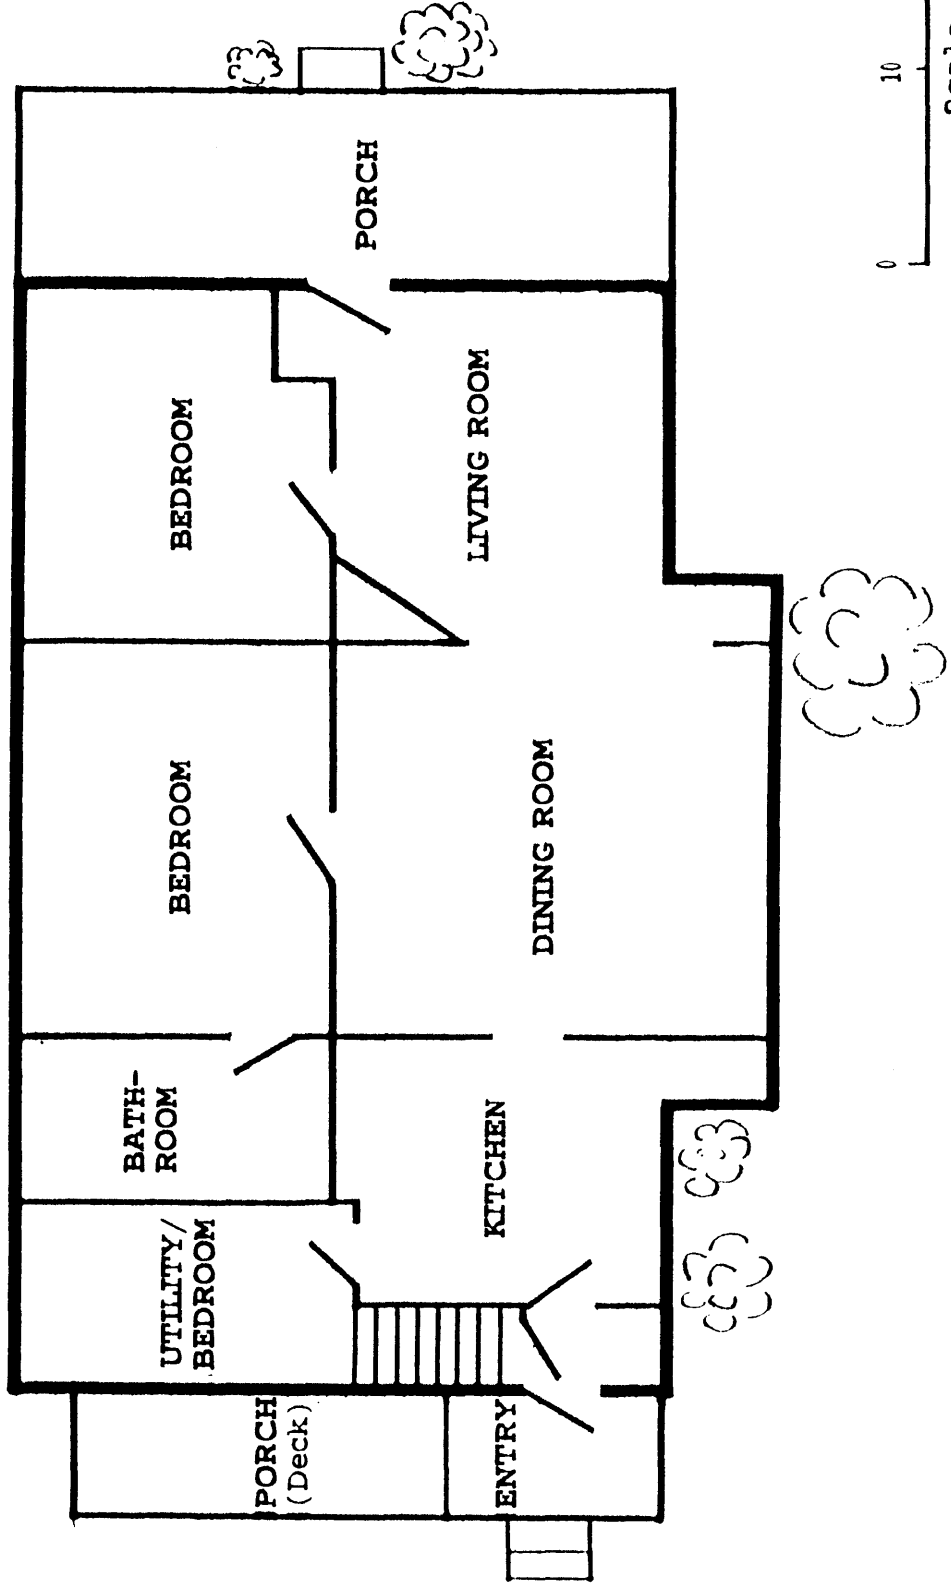 PORCH
BEDROOM
LIVING ROOM
BEDROOM
DINING ROOM
BATH-
ROOM
KITCHEN
UTILITY/
BEDROOM
PORCH
(Deck)
ENTRY
0
10